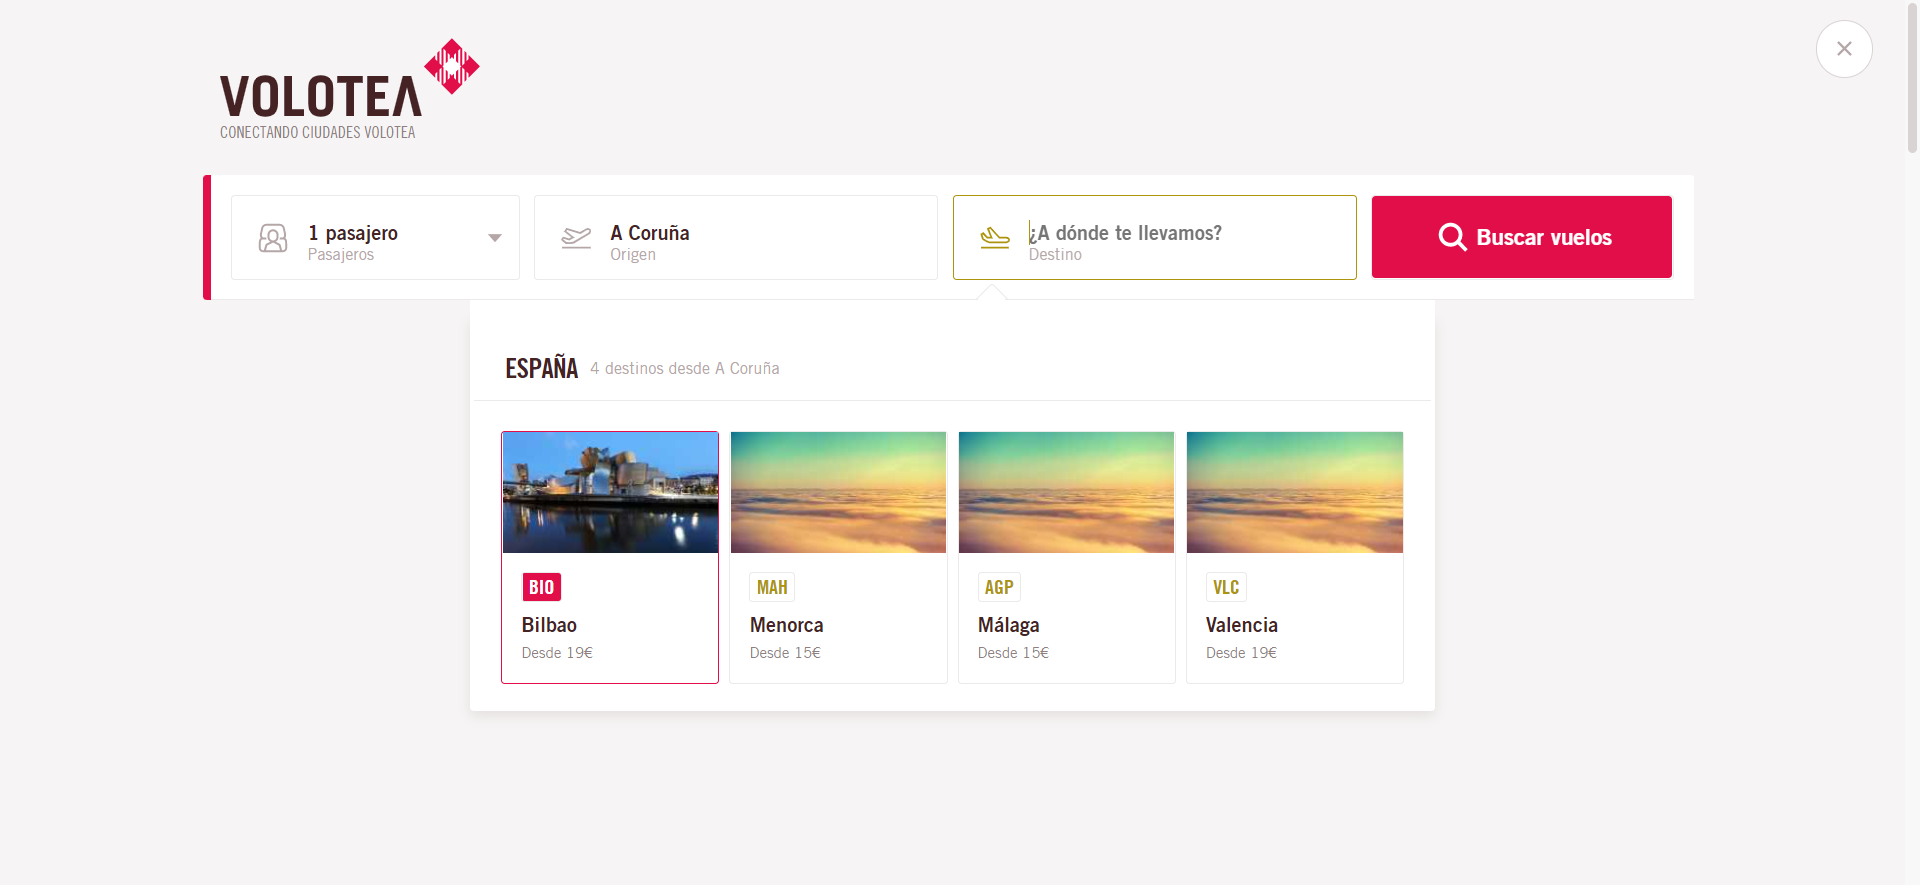 VOLOTEA
CONECTANDO CIUDADES VOLOTEA
1 pasajero
Pasajeros
A Coruña
Origen
¿A dónde te llevamos?
Destino
Buscar vuelos
ESPAÑA 4 destinos desde A Coruña
BIO
Bilbao
Desde 19€
MAH
Menorca
Desde 15€
AGP
Málaga
Desde 15€
VLC
Valencia
Desde 19€